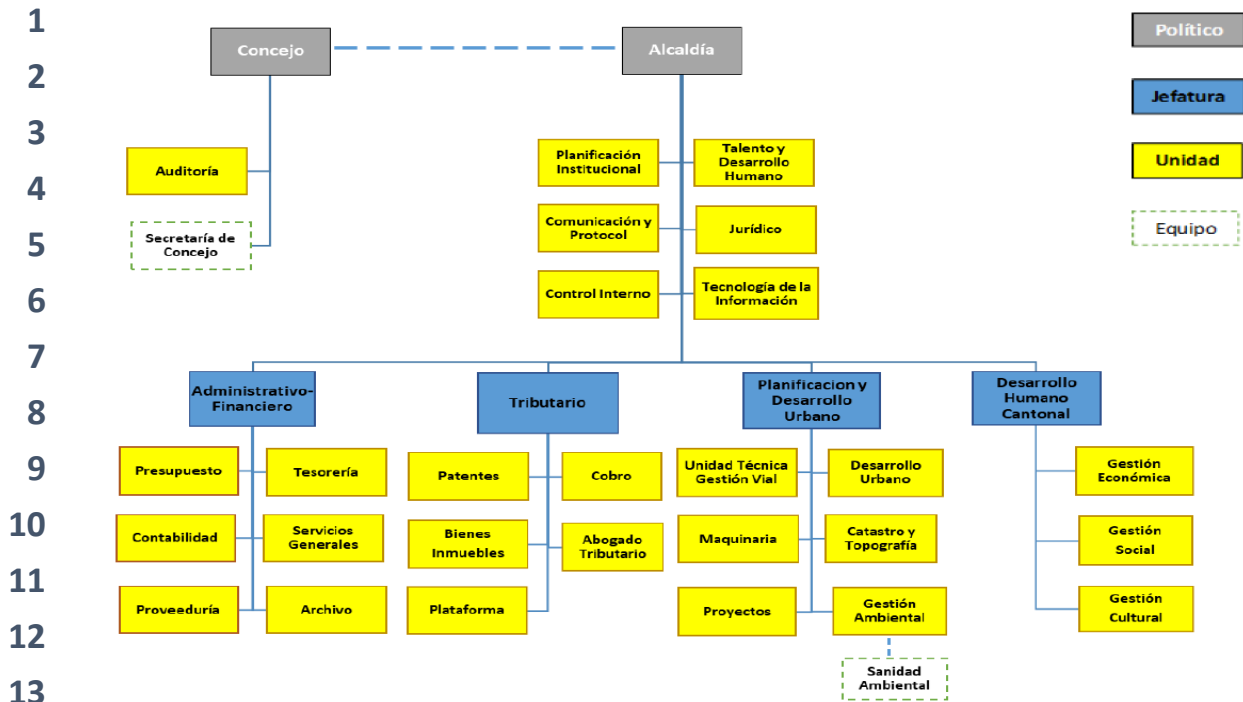 1
Concejo
Alcaldía
Político
2
Jefatura
3
Planificación
Institucional
Talento y
Desarrollo
Humano
Unidad
Auditoría
4
Secretaría de
Concejo
Comunicación y
Protocol
Jurídico
Equipo
5
6
Control Interno
Tecnología de la
Información
7
Administrativo-
Financiero
Tributario
Planificacion y
Desarrollo
Urbano
Desarrollo
Humano
Cantonal
8
9
Presupuesto
Tesorería
Patentes
Cobro
Unidad Técnica
Gestión Vial
Desarrollo
Urbano
Gestión
Económica
10
Contabilidad
Servicios
Generales
Bienes
Inmuebles
Abogado
Tributario
Maquinaria
Catastro y
Topografía
Gestión
Social
11
Proveeduría
Archivo
Plataforma
Proyectos
Gestión
Ambiental
Gestión
Cultural
12
Sanidad
Ambiental
13